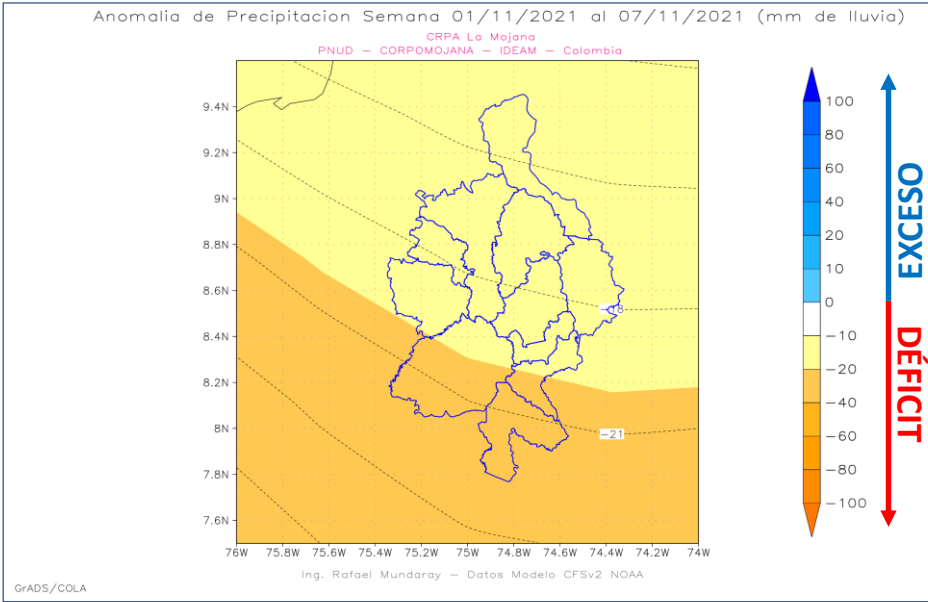 Anomalia de Precipitacion Semana 01/11/2021 al 07/11/2021 (mm de lluvia)
CRPA La Mojana
PNUD — CORPOMOJANA — IDEAM — Colombia
9.4N
9.2N
9N
8.8N
8.6N
8.4N
8.2N
8N
7.8N
7.6N
76W 75.8W 75.6W 75.4W 75.2W 75W 74.8W 74.6W 74.4W 74.2W 74W
-18
-21
100
80
60
40
20
10
0
-10
-20
-40
-60
-80
-100
EXCESO
DÉFICIT
Ing. Rafael Mundaray — Datos Modelo CFSv2 NOAA
GrADS/COLA